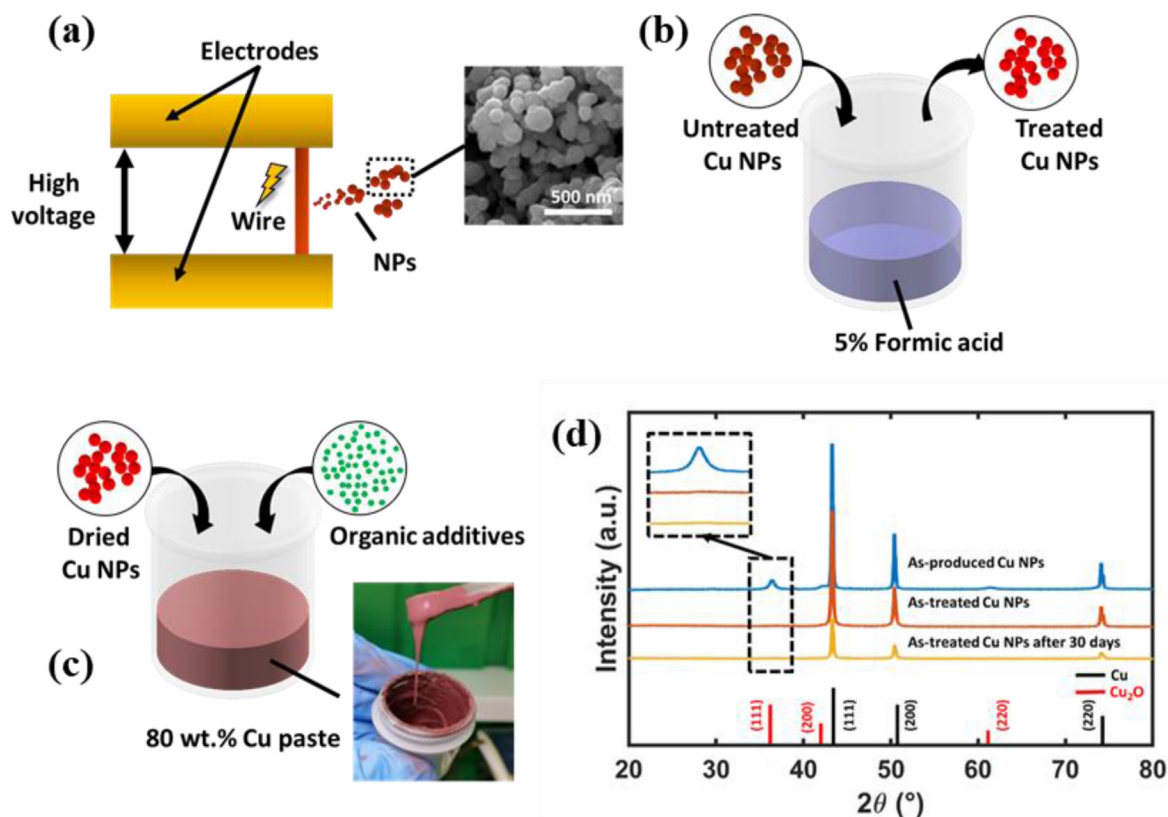 (a)
Electrodes
High
voltage
Wire
NPs
500 nm
(b)
Untreated
Cu NPs
Treated
Cu NPs
5% Formic acid
(c)
Dried
Cu NPs
Organic additives
80 wt.% Cu paste
(d)
Intensity (a.u.)
As-produced Cu NPs
As-treated Cu NPs
As-treated Cu NPs after 30 days
Cu
Cu₂O
(111)
(200)
(111)
(200)
(220)
(220)
20 30 40 50 60 70 80
2θ (°)